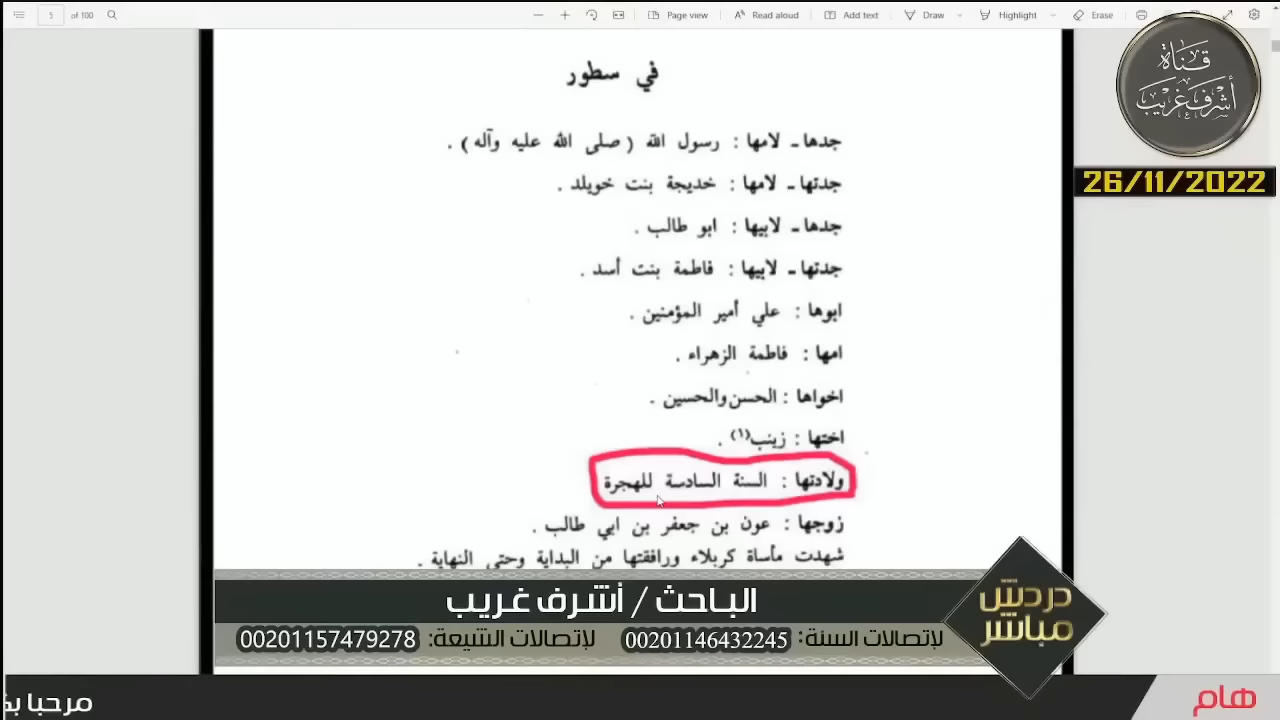 5 of 100 Page view Read aloud Add text Draw Highlight Erase
في سطور
جدها ـ لامها : رسول الله (صلى الله عليه وآله) .
جدتها ـ لامها : خديجة بنت خويلد .
جدها ـ لابيها : ابو طالب .
جدتها ـ لابيها : فاطمة بنت أسد .
ابوها : علي أمير المؤمنين .
امها : فاطمة الزهراء .
اخواها : الحسن والحسين .
اختها : زينب(١) .
ولادتها : السنة السادسة للهجرة
زوجها : عون بن جعفر بن ابي طالب .
شهدت مأساة كربلاء ورافقتها من البداية وحتى النهاية .
قناة
أشرف غريب
26/11/2022
الباحث / أشرف غريب
لإتصالات السنة: 00201146432245 لإتصالات الشيعة: 00201157479278
دردش
مباشر
هام
مرحبا